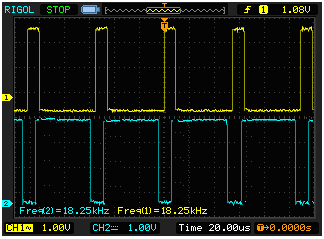 RIGOL STOP 1 1.08V
T
1
2
Freq(2)=18.25kHz Freq(1)=18.25kHz
CH1 1.00V CH2 1.00V Time 20.00us T→0.0000s